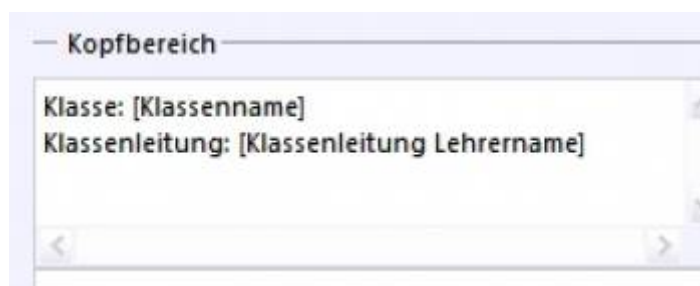 Kopfbereich
Klasse: [Klassenname]
Klassenleitung: [Klassenleitung Lehrername]